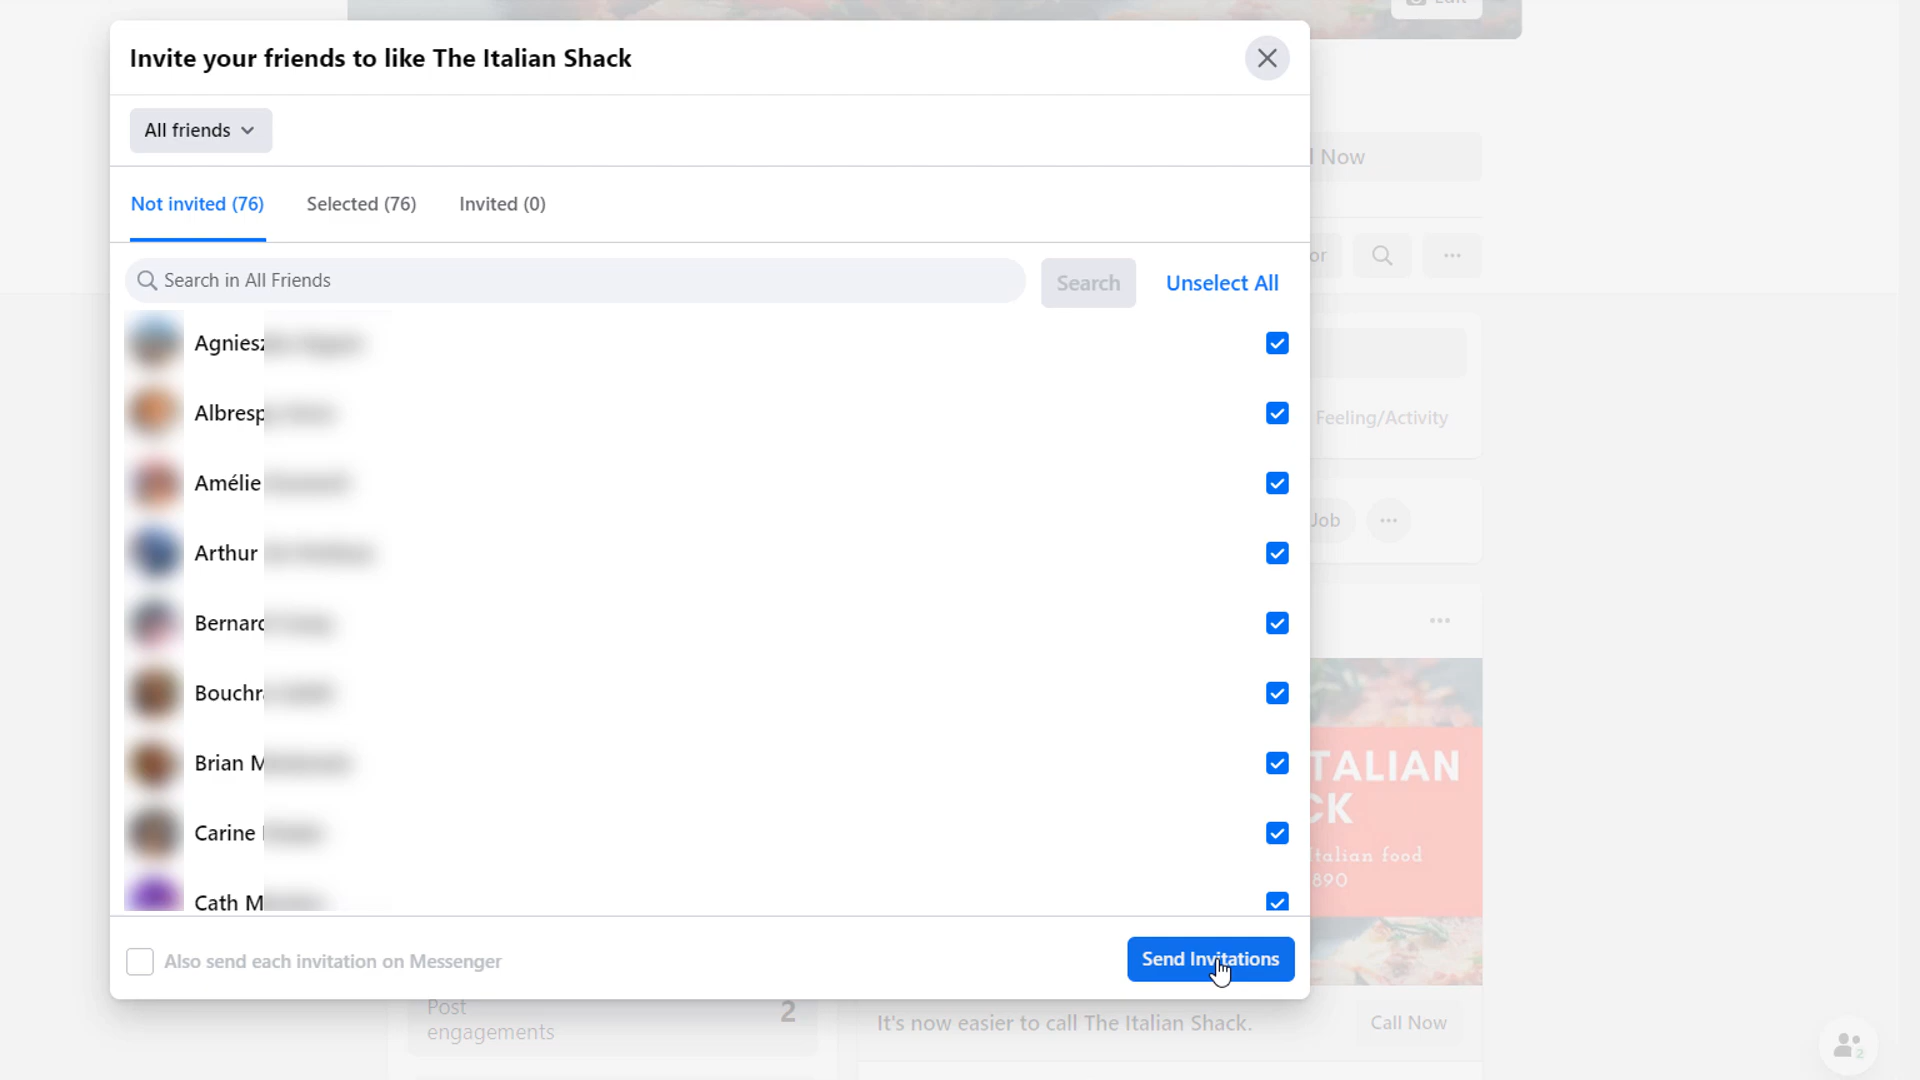 Edit
Invite your friends to like The Italian Shack
All friends
Now
Not invited (76) Selected (76) Invited (0)
Search in All Friends Search Unselect All
Agniesz
Albresp
Feeling/Activity
Amélie
Job
Arthur
Bernard
Bouchr
Brian M
TALIAN
CK
Carine
Italian food
890
Cath M
Also send each invitation on Messenger Send Invitations
Post
engagements
2
It's now easier to call The Italian Shack. Call Now
2